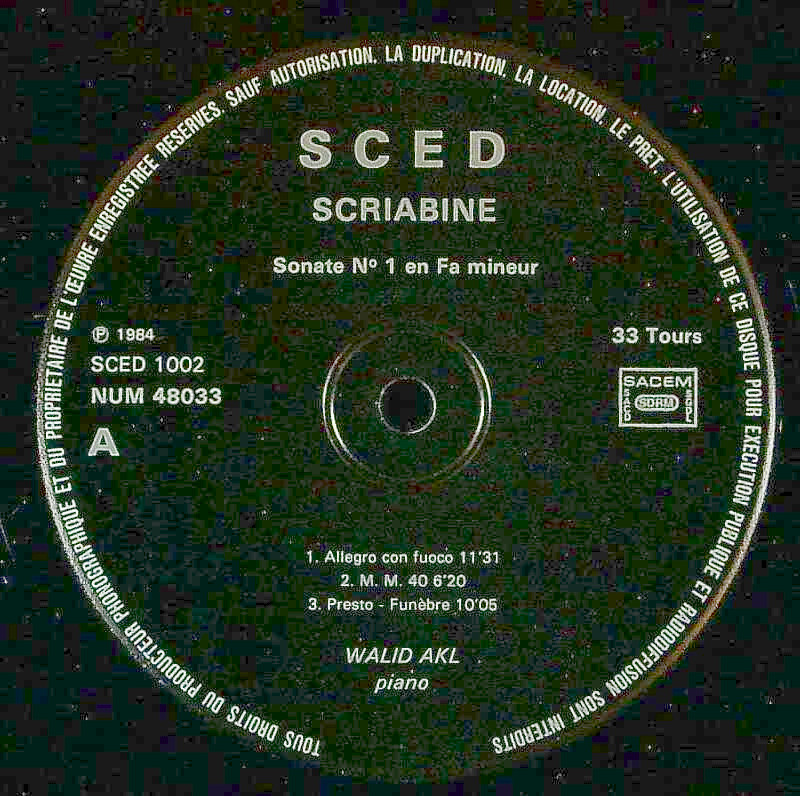 TOUS DROITS DU PRODUCTEUR PHONOGRAPHIQUE ET DU PROPRIETAIRE DE L'ŒUVRE ENREGISTREE RESERVES. SAUF AUTORISATION. LA DUPLICATION. LA LOCATION. LE PRET. L'UTILISATION DE CE DISQUE POUR EXECUTION PUBLIQUE ET RADIODIFFUSION SONT INTERDITS
SCED
SCRIABINE
Sonate Nº 1 en Fa mineur
℗ 1984
SCED 1002
NUM 48033
A
33 Tours
SACEM
SACD
SDRM
SGDL
1. Allegro con fuoco 11'31
2. M. M. 40 6'20
3. Presto - Funèbre 10'05
WALID AKL
piano